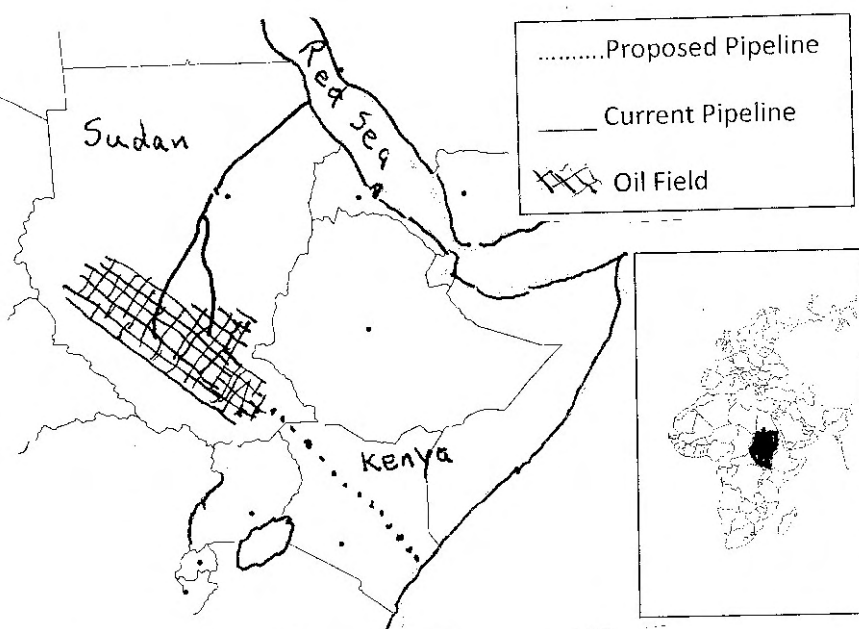 Red Sea
Sudan
Kenya
..........Proposed Pipeline
_____ Current Pipeline
Oil Field